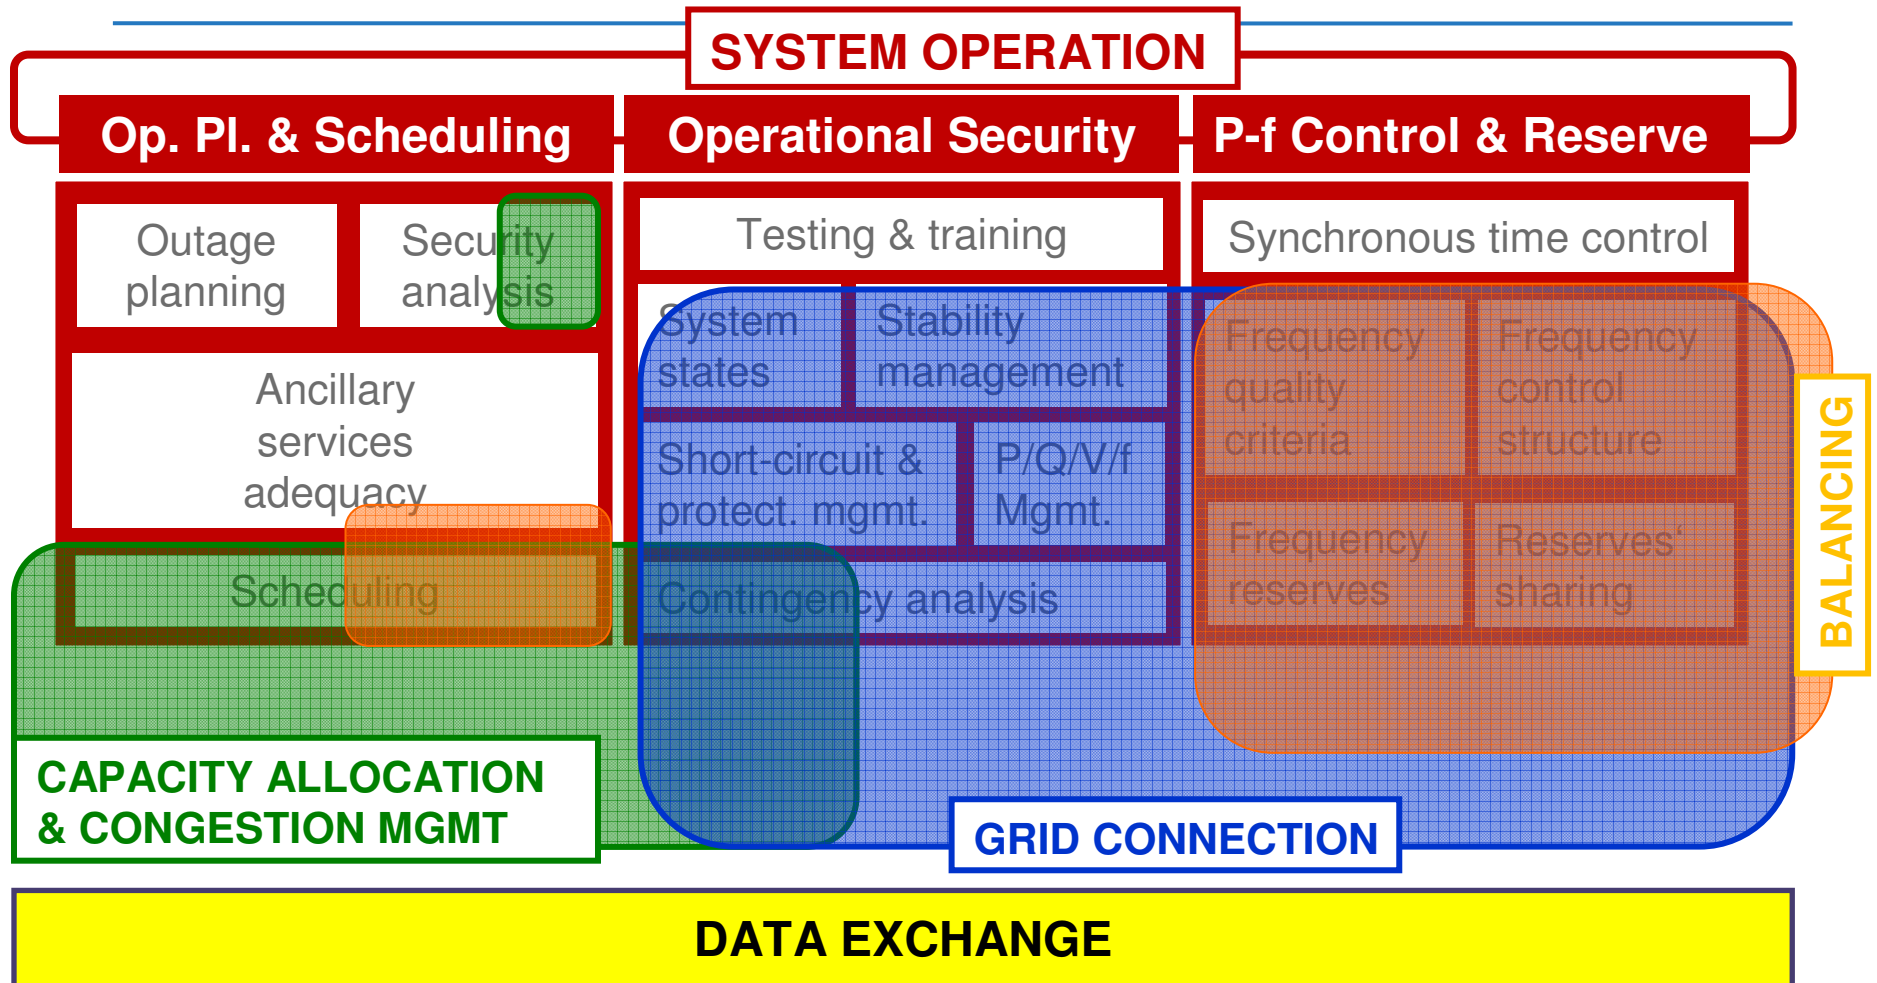 SYSTEM OPERATION
Op. Pl. & Scheduling
Operational Security
P-f Control & Reserve
Outage
planning
Security
analysis
Ancillary
services
adequacy
Scheduling
Testing & training
System
states
Stability
management
Short-circuit &
protect. mgmt.
P/Q/V/f
Mgmt.
Contingency analysis
Synchronous time control
Frequency
quality
criteria
Frequency
control
structure
Frequency
reserves
Reserves‘
sharing
BALANCING
CAPACITY ALLOCATION
& CONGESTION MGMT
GRID CONNECTION
DATA EXCHANGE